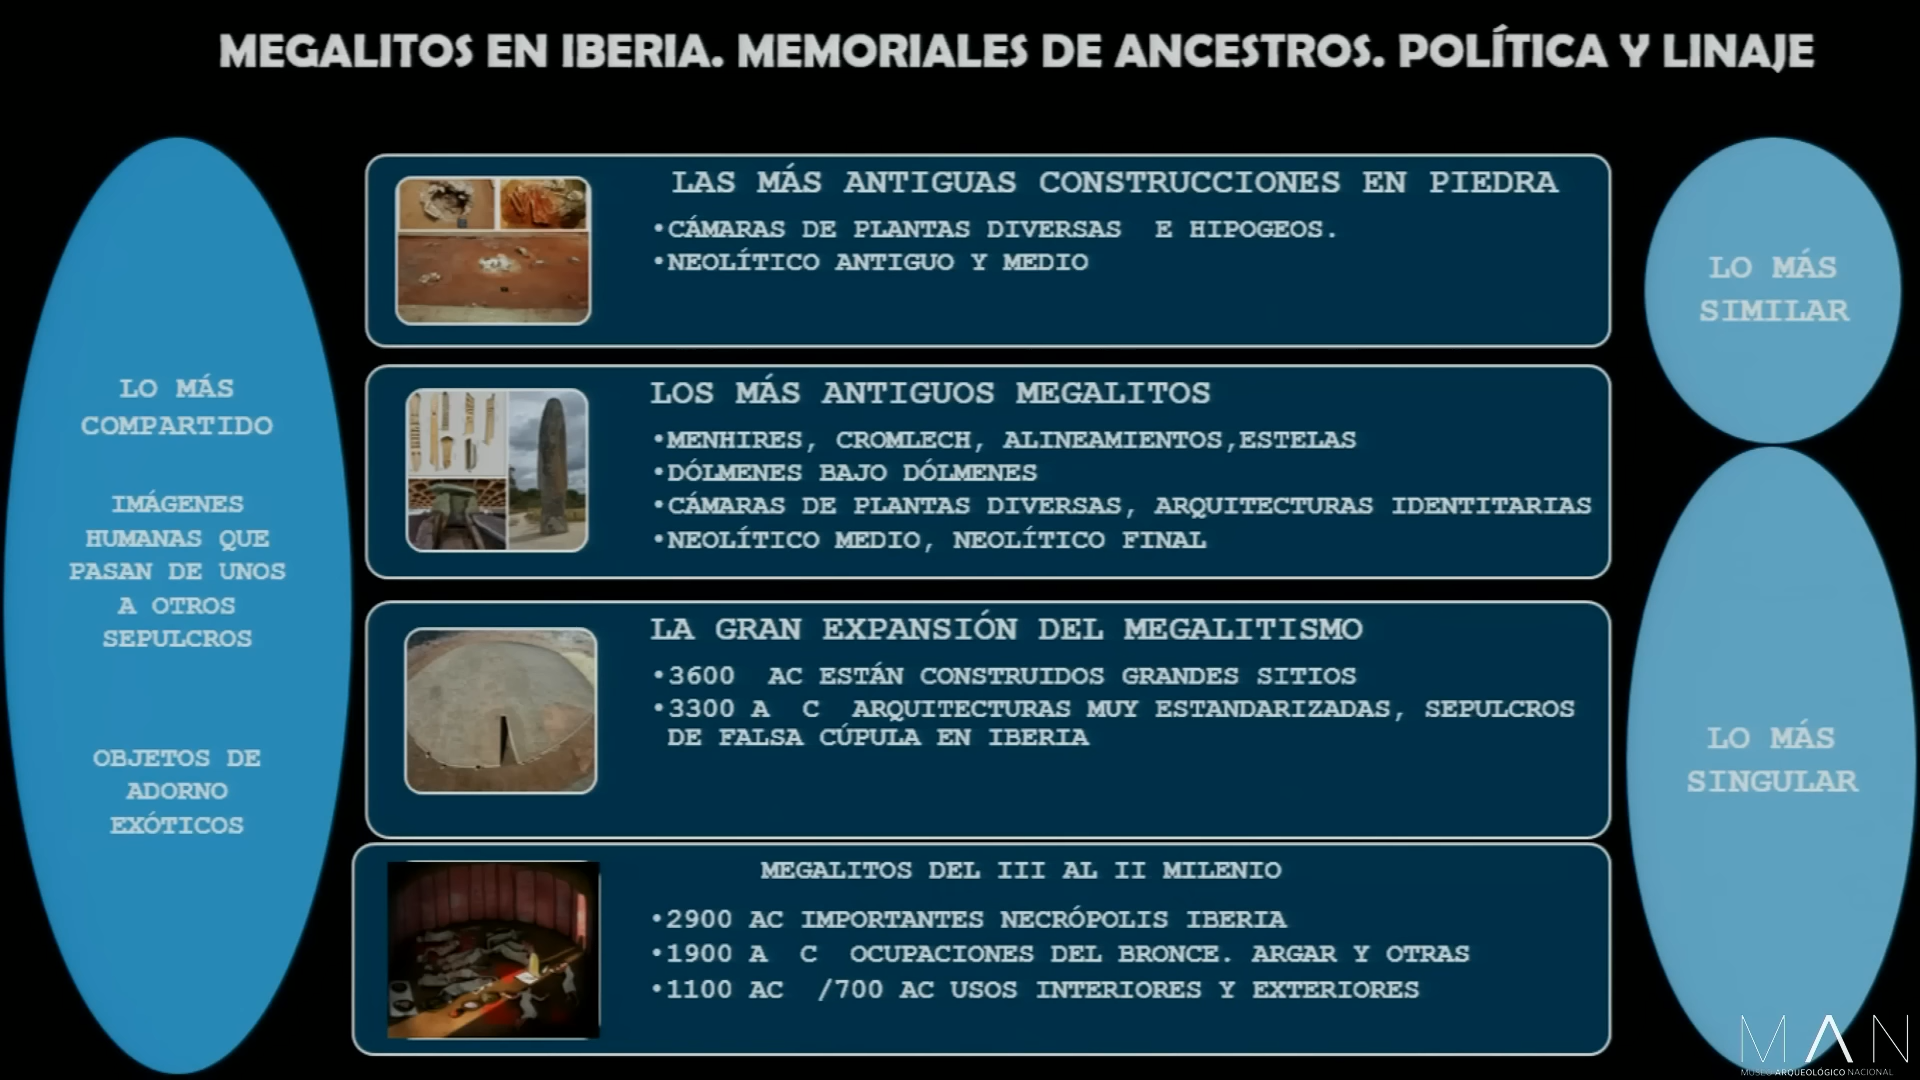 MEGALITOS EN IBERIA. MEMORIALES DE ANCESTROS. POLÍTICA Y LINAJE
LO MÁS
COMPARTIDO
IMÁGENES
HUMANAS QUE
PASAN DE UNOS
A OTROS
SEPULCROS
OBJETOS DE
ADORNO
EXÓTICOS
LAS MÁS ANTIGUAS CONSTRUCCIONES EN PIEDRA
•CÁMARAS DE PLANTAS DIVERSAS E HIPOGEOS.
•NEOLÍTICO ANTIGUO Y MEDIO
LOS MÁS ANTIGUOS MEGALITOS
•MENHIRES, CROMLECH, ALINEAMIENTOS,ESTELAS
•DÓLMENES BAJO DÓLMENES
•CÁMARAS DE PLANTAS DIVERSAS, ARQUITECTURAS IDENTITARIAS
•NEOLÍTICO MEDIO, NEOLÍTICO FINAL
LA GRAN EXPANSIÓN DEL MEGALITISMO
•3600 AC ESTÁN CONSTRUIDOS GRANDES SITIOS
•3300 A C ARQUITECTURAS MUY ESTANDARIZADAS, SEPULCROS
DE FALSA CÚPULA EN IBERIA
MEGALITOS DEL III AL II MILENIO
•2900 AC IMPORTANTES NECRÓPOLIS IBERIA
•1900 A C OCUPACIONES DEL BRONCE. ARGAR Y OTRAS
•1100 AC /700 AC USOS INTERIORES Y EXTERIORES
LO MÁS
SIMILAR
LO MÁS
SINGULAR
MAN
MUSEO ARQUEOLÓGICO NACIONAL